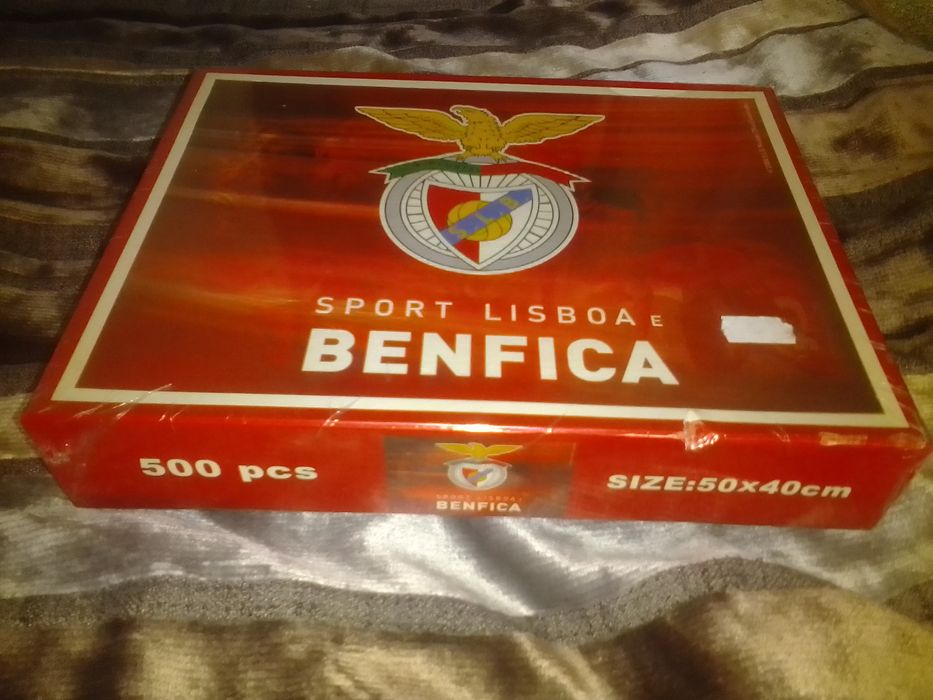 S.L.B.
SPORT LISBOA E
BENFICA
500 pcs
SPORT LISBOA E
BENFICA
SIZE:50x40cm